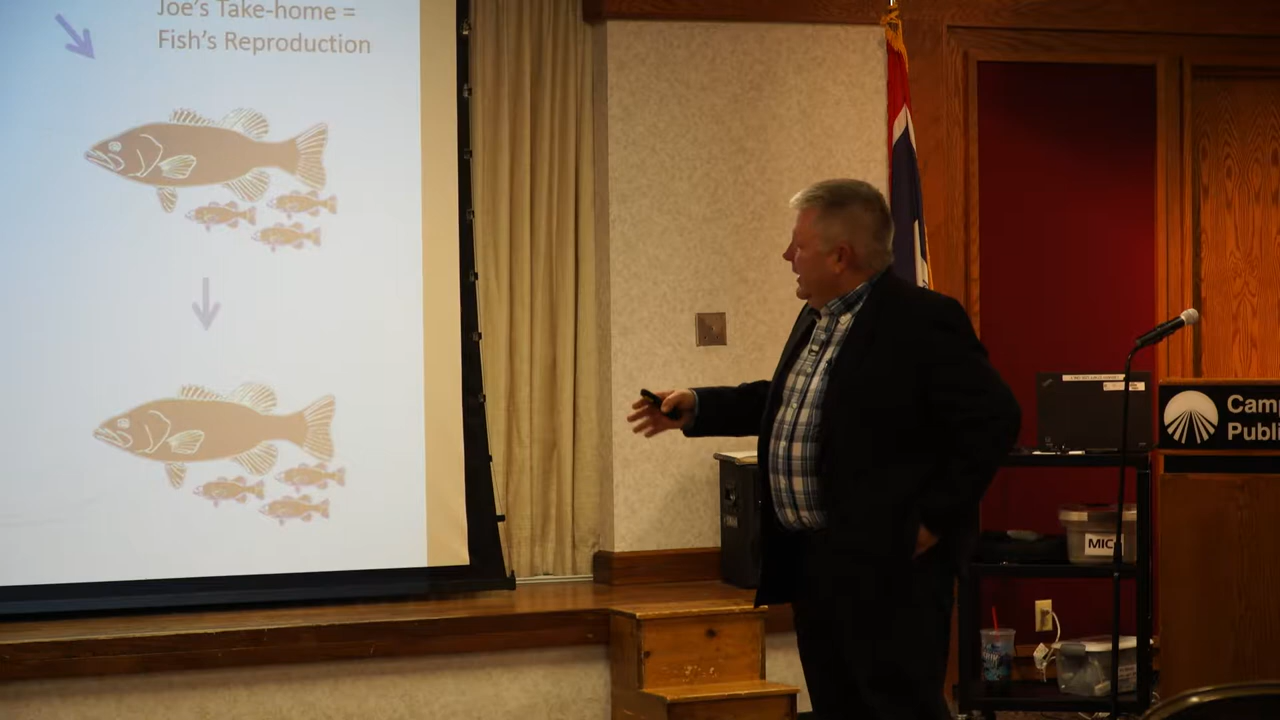 Joe's Take-home =
Fish's Reproduction
Camp
Publi
MIC